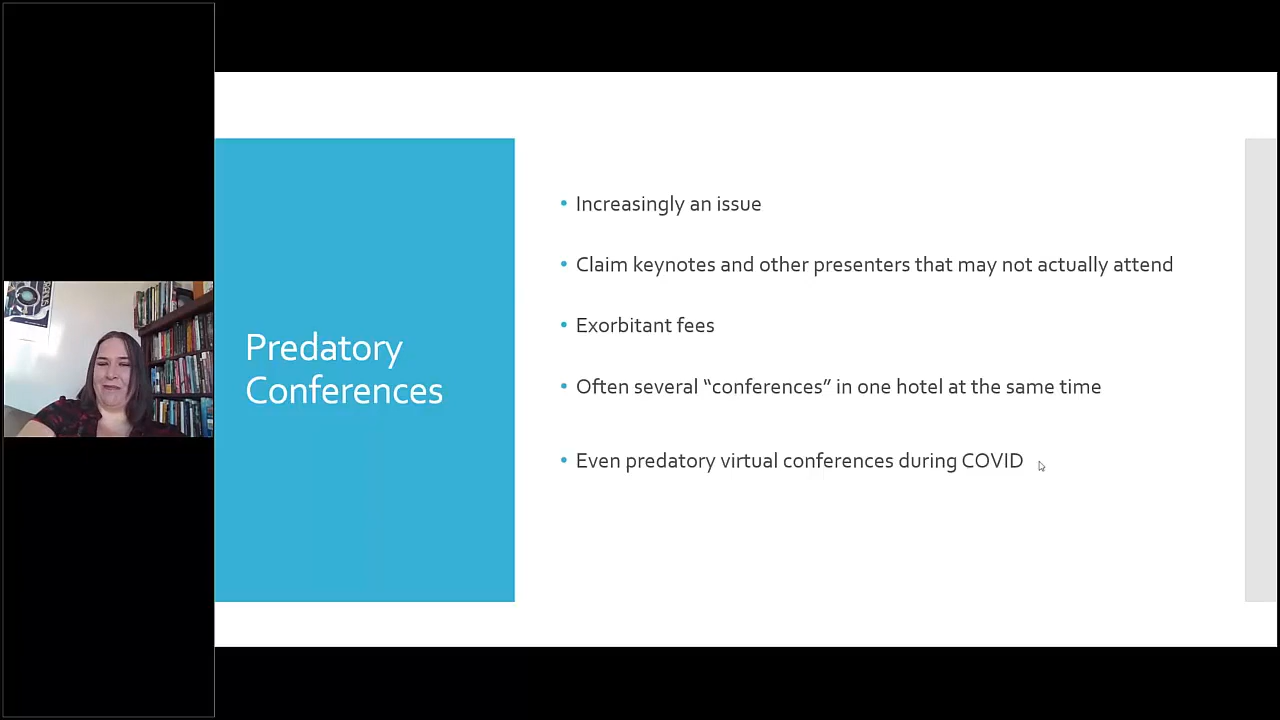 Predatory
Conferences
• Increasingly an issue
• Claim keynotes and other presenters that may not actually attend
• Exorbitant fees
• Often several “conferences” in one hotel at the same time
• Even predatory virtual conferences during COVID